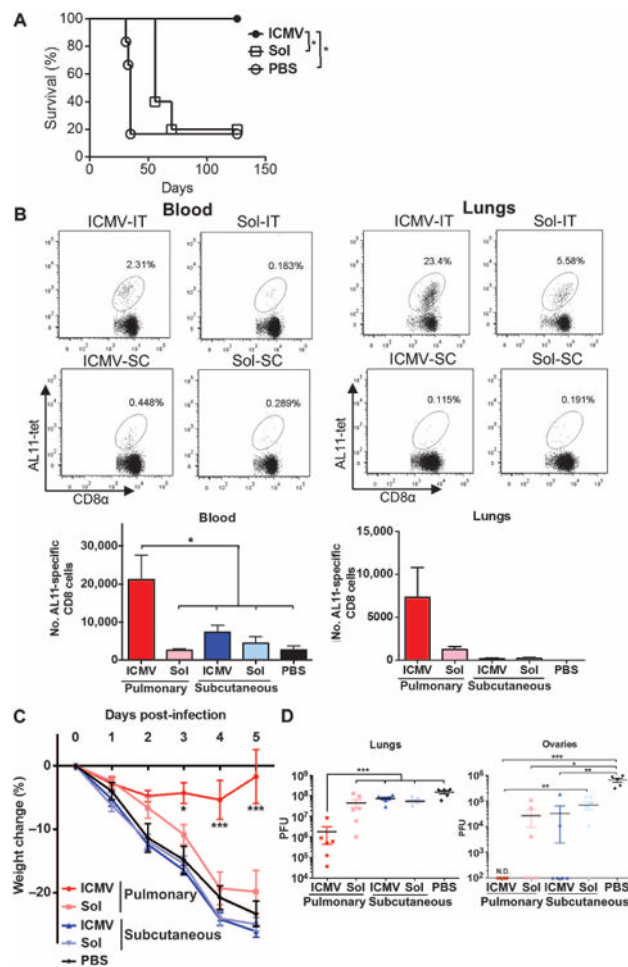 A
Survival (%)
100
80
60
40
20
0
0 50 100 150
Days
ICMV
Sol
PBS
*
*
B
Blood
Lungs
ICMV-IT
Sol-IT
ICMV-IT
Sol-IT
2.31%
0.183%
23.4%
5.58%
ICMV-SC
Sol-SC
ICMV-SC
Sol-SC
0.448%
0.289%
0.115%
0.191%
AL11-tet
CD8α
AL11-tet
CD8α
Blood
No. AL11-specific
CD8 cells
30,000
20,000
10,000
0
*
ICMV Sol ICMV Sol PBS
Pulmonary Subcutaneous
Lungs
No. AL11-specific
CD8 cells
15,000
10,000
5000
0
ICMV Sol ICMV Sol PBS
Pulmonary Subcutaneous
C
Days post-infection
0 1 2 3 4 5
Weight change (%)
0
−10
−20
*
***
***
ICMV
Sol
Pulmonary
ICMV
Sol
Subcutaneous
PBS
D
Lungs
PFU
10⁹
10⁸
10⁷
10⁶
10⁵
10⁴
***
ICMV Sol ICMV Sol PBS
Pulmonary Subcutaneous
Ovaries
PFU
10⁷
10⁶
10⁵
10⁴
10³
10²
***
*
**
**
N.D.
ICMV Sol ICMV Sol PBS
Pulmonary Subcutaneous